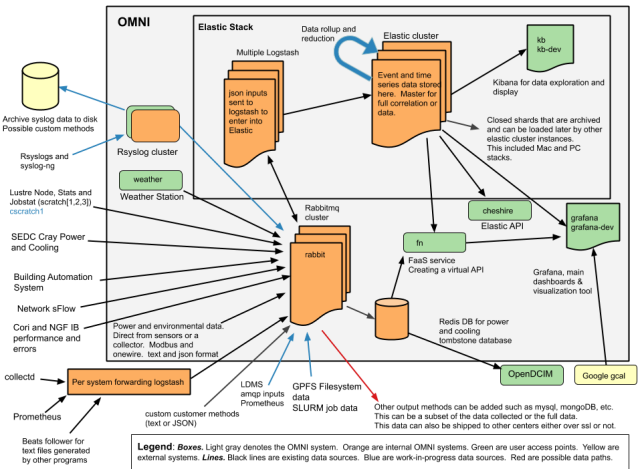 OMNI
Elastic Stack
Data rollup and
reduction
Elastic cluster
Multiple Logstash
kb
kb-dev
Kibana for data exploration and
display
json inputs
sent to
logstash to
enter into
Elastic
Event and time
series data stored
here. Master for
full correlation or
data.
Closed shards that are archived
and can be loaded later by other
elastic cluster instances.
This included Mac and PC
stacks.
Archive syslog data to disk
Possible custom methods
Rsyslogs and
syslog-ng
Rsyslog cluster
weather
Weather Station
Lustre Node, Stats and
Jobstat (scratch[1,2,3])
cscratch1
SEDC Cray Power
and Cooling
Building Automation
System
Network sFlow
Cori and NGF IB
performance and
errors
Rabbitmq
cluster
rabbit
cheshire
Elastic API
fn
FaaS service
Creating a virtual API
grafana
grafana-dev
Grafana, main
dashboards &
visualization tool
Power and environmental data.
Direct from sensors or a
collector. Modbus and
onewire. text and json format
Redis DB for power
and cooling
tombstone database
OpenDCIM
Google goal
collectd
Per system forwarding logstash
Prometheus
Beats follower for
text files generated
by other programs
custom customer methods
(text or JSON)
LDMS
amqp inputs
Prometheus
GPFS Filesystem
data
SLURM job data
Other output methods can be added such as mysql, mongoDB, etc.
This can be a subset of the data collected or the full data.
This data can also be shipped to other centers either over ssl or not.
Legend: Boxes. Light gray denotes the OMNI system. Orange are internal OMNI systems. Green are user access points. Yellow are
external systems. Lines. Black lines are existing data sources. Blue are work-in-progress data sources. Red are possible data paths.